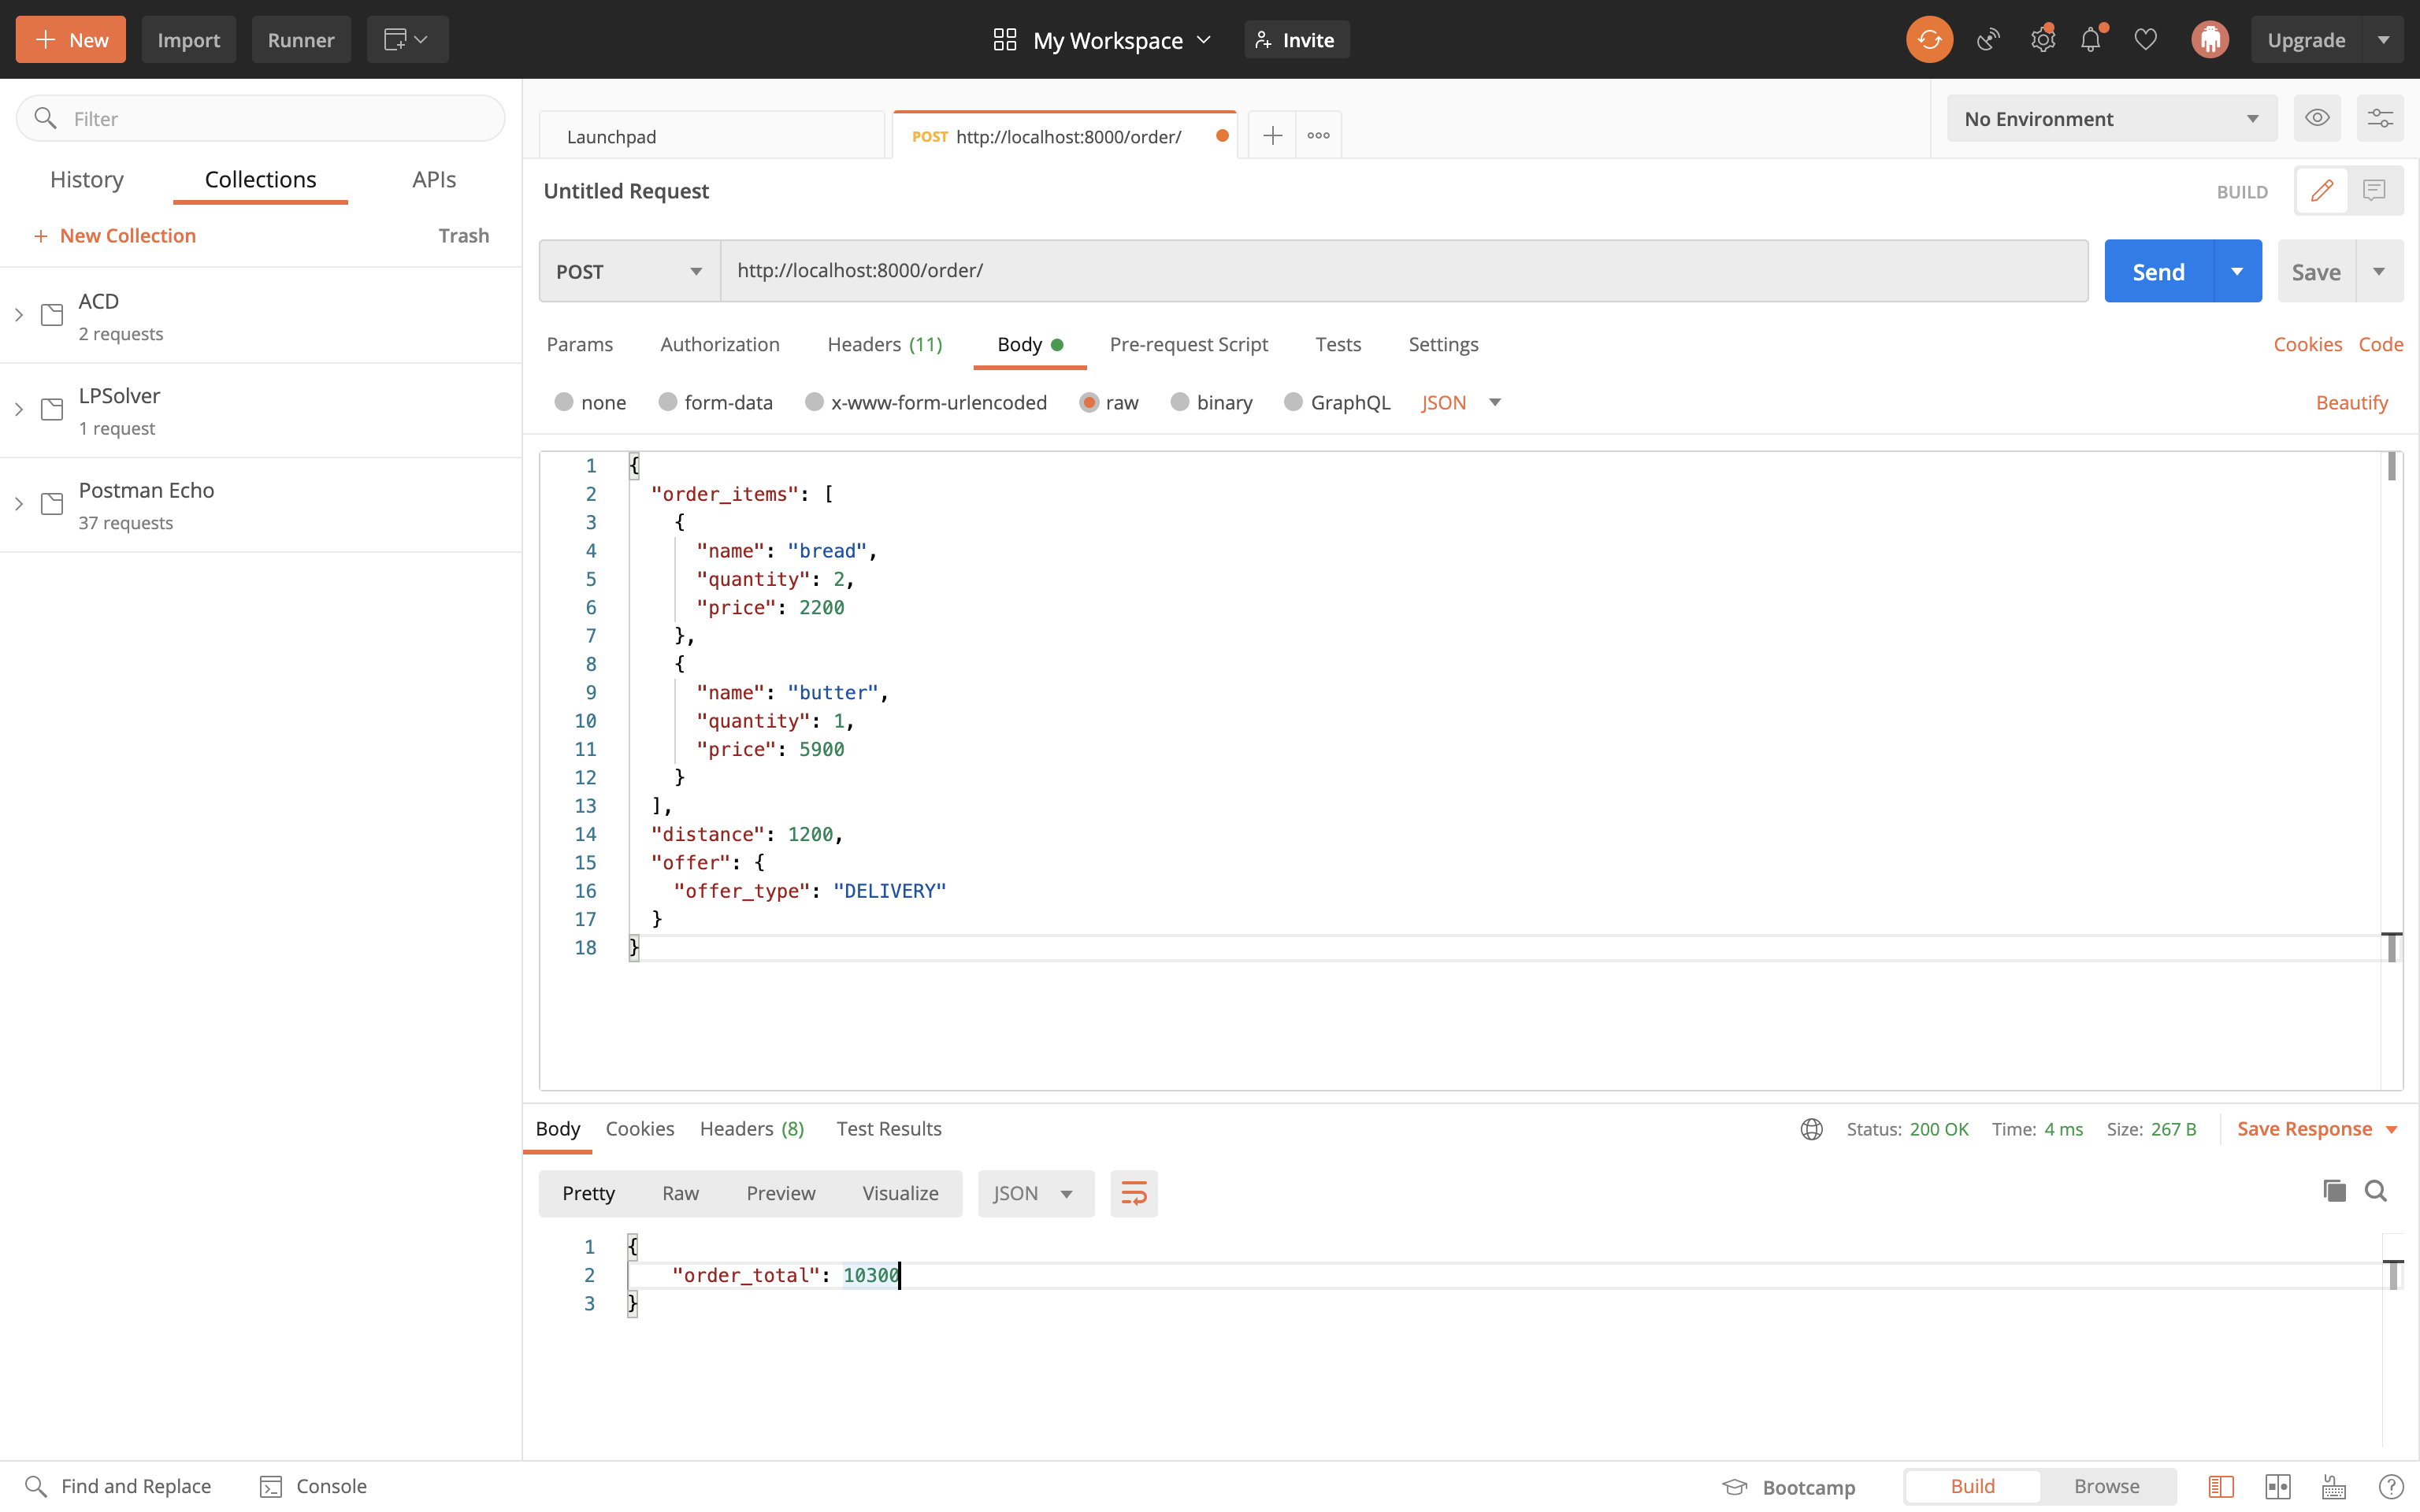 New
Import
Runner
My Workspace
Invite
Upgrade
Filter
History
Collections
APIs
New Collection
Trash
ACD
2 requests
LPSolver
1 request
Postman Echo
37 requests
Launchpad
POST http://localhost:8000/order/
No Environment
Untitled Request
BUILD
POST
http://localhost:8000/order/
Send
Save
Params
Authorization
Headers (11)
Body
Pre-request Script
Tests
Settings
Cookies
Code
none
form-data
x-www-form-urlencoded
raw
binary
GraphQL
JSON
Beautify
1 {
2 "order_items": [
3 {
4 "name": "bread",
5 "quantity": 2,
6 "price": 2200
7 },
8 {
9 "name": "butter",
10 "quantity": 1,
11 "price": 5900
12 }
13 ],
14 "distance": 1200,
15 "offer": {
16 "offer_type": "DELIVERY"
17 }
18 }
Body
Cookies
Headers (8)
Test Results
Status: 200 OK
Time: 4 ms
Size: 267 B
Save Response
Pretty
Raw
Preview
Visualize
JSON
1 {
2 "order_total": 10300
3 }
Find and Replace
Console
Bootcamp
Build
Browse